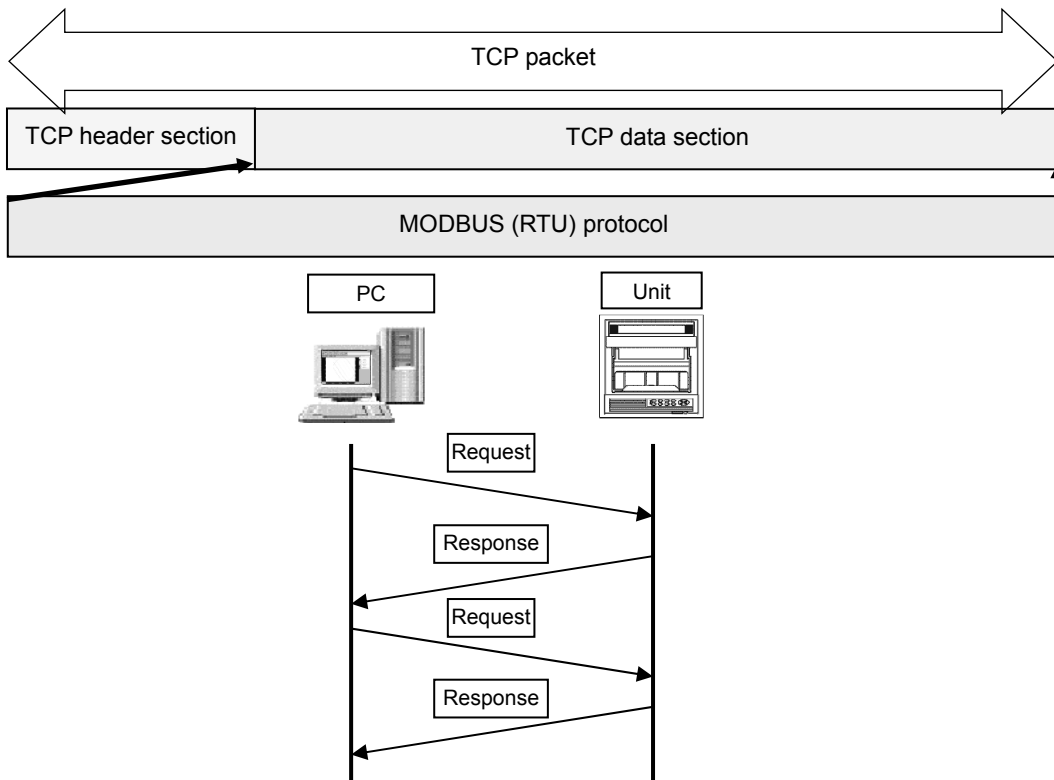 TCP packet
TCP header section
TCP data section
MODBUS (RTU) protocol
PC
Unit
Request
Response
Request
Response